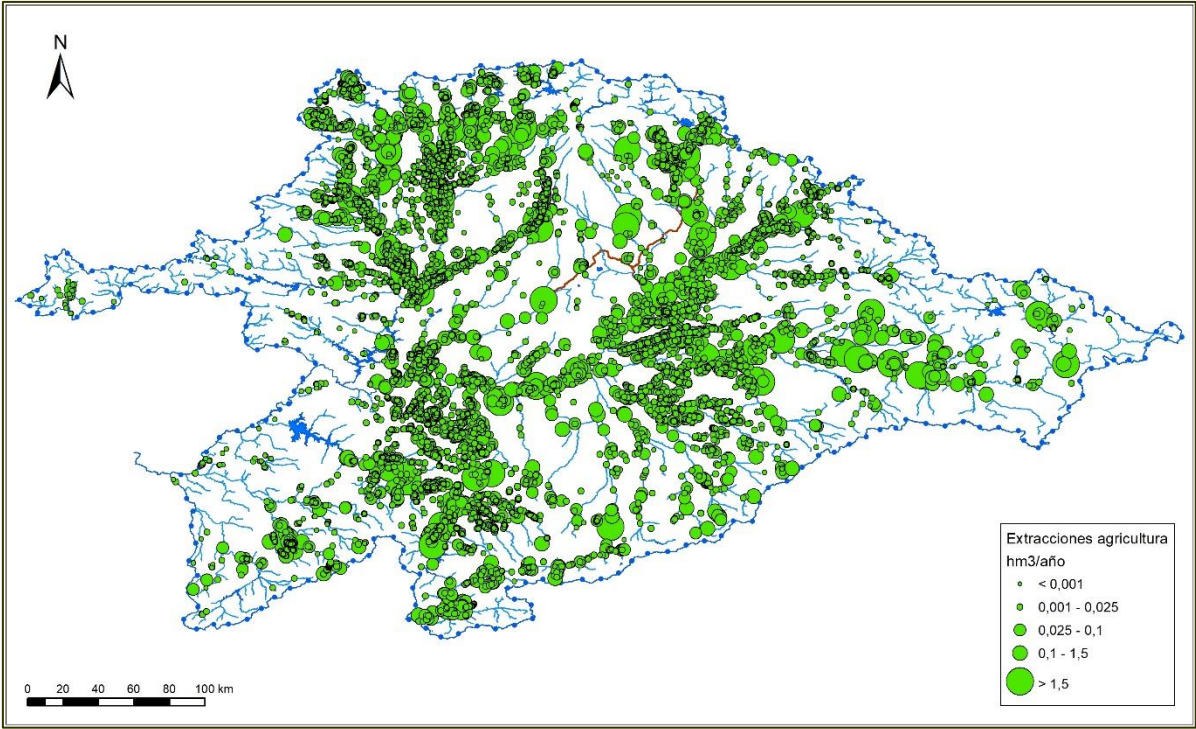 N
Extracciones agricultura
hm3/año
< 0,001
0,001 - 0,025
0,025 - 0,1
0,1 - 1,5
> 1,5
0 20 40 60 80 100 km